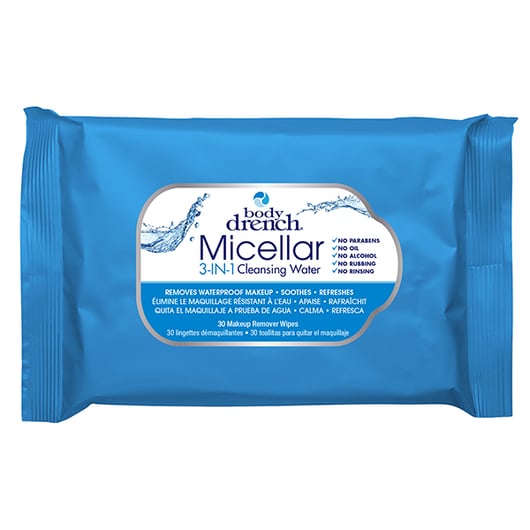 body
drench®
Micellar
3-IN-1 Cleansing Water
✓NO PARABENS
✓NO OIL
✓NO ALCOHOL
✓NO RUBBING
✓NO RINSING
REMOVES WATERPROOF MAKEUP • SOOTHES • REFRESHES
ÉLIMINE LE MAQUILLAGE RÉSISTANT À L'EAU • APAISE • RAFRAÎCHIT
QUITA EL MAQUILLAJE A PRUEBA DE AGUA • CALMA • REFRESCA
30 Makeup Remover Wipes
30 lingettes démaquillantes • 30 toallitas para quitar el maquillaje